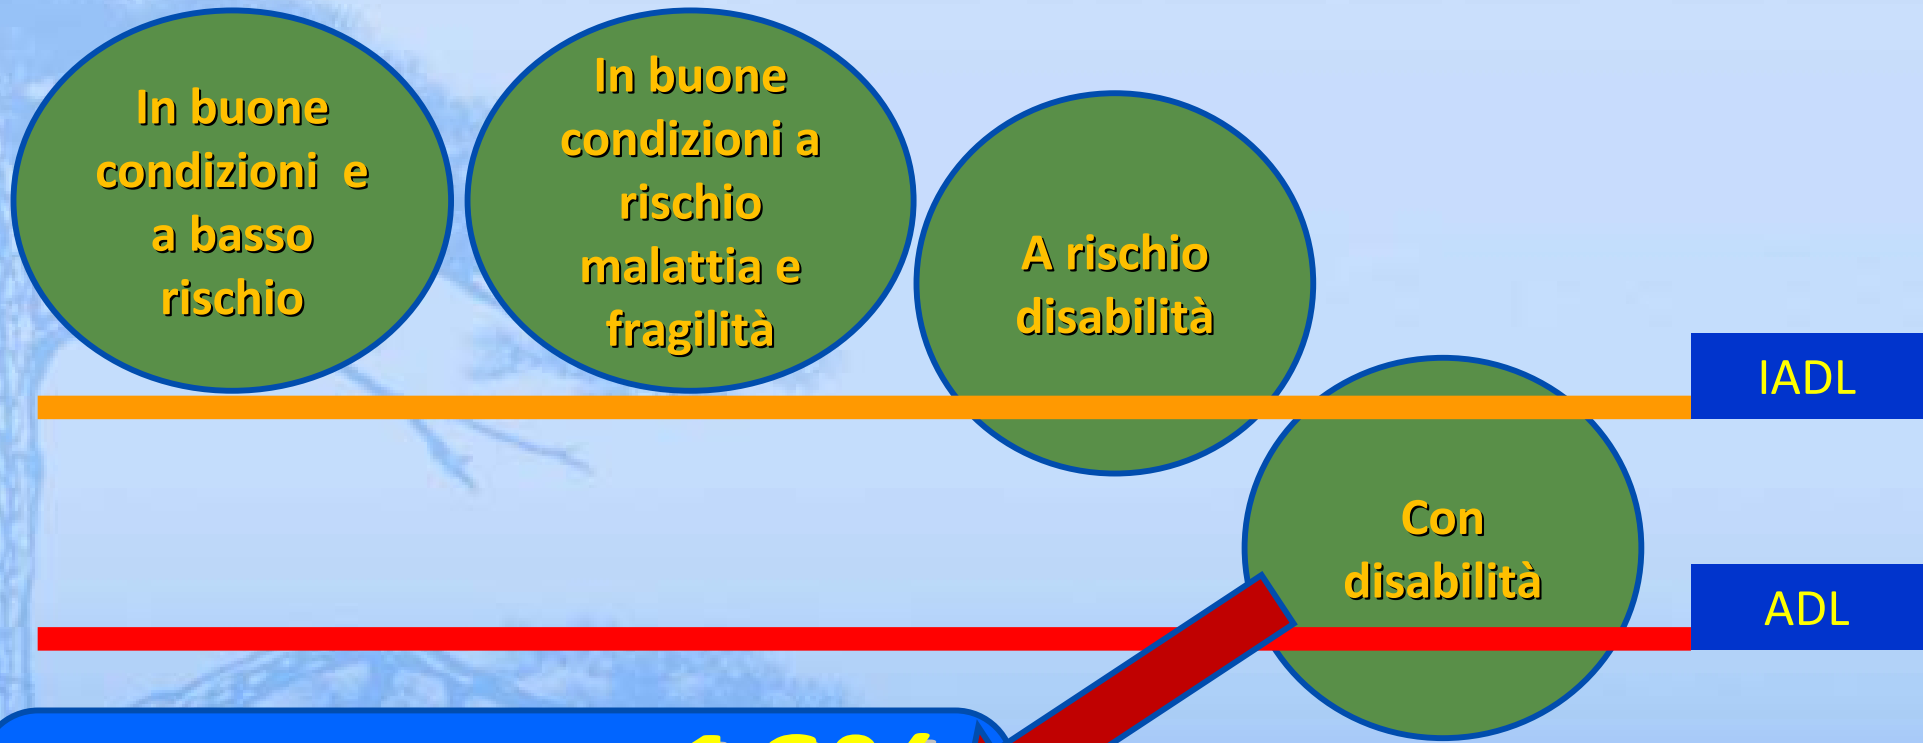 In buone
condizioni e
a basso
rischio
In buone
condizioni a
rischio
malattia e
fragilità
A rischio
disabilità
IADL
Con
disabilità
ADL